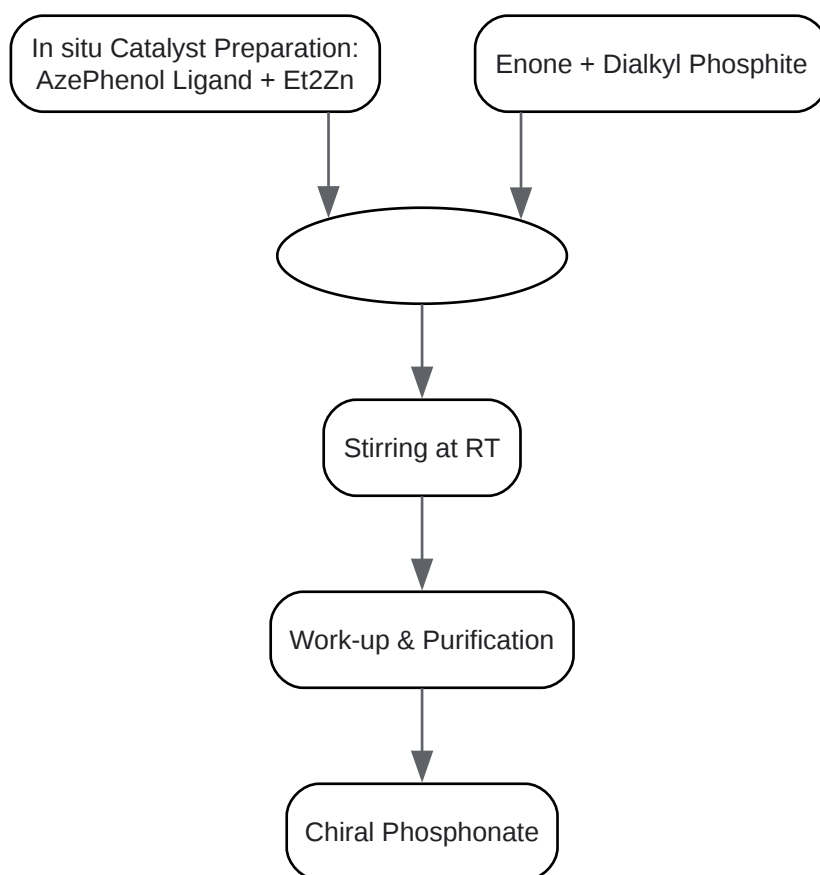 In situ Catalyst Preparation:
AzePhenol Ligand + Et2Zn
Enone + Dialkyl Phosphite
Stirring at RT
Work-up & Purification
Chiral Phosphonate